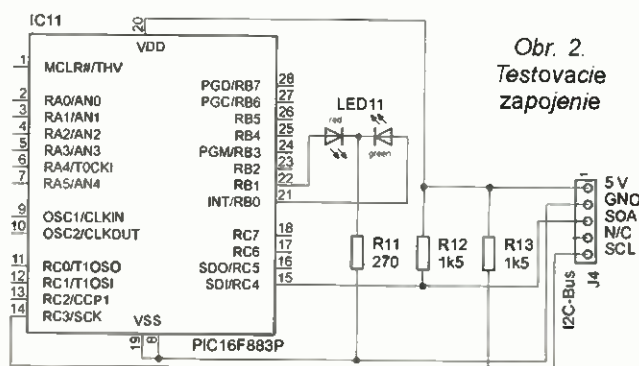 IC11
20
VDD
1
MCLR#/THV
2
RA0/AN0
3
RA1/AN1
4
RA2/AN2
5
RA3/AN3
6
RA4/T0CKI
7
RA5/AN4
9
OSC1/CLKIN
10
OSC2/CLKOUT
11
RC0/T1OSO
12
RC1/T1OSI
13
RC2/CCP1
14
RC3/SCK
VSS
19
8
PIC16F883P
PGD/RB7
28
PGC/RB6
27
RB5
26
RB4
25
PGM/RB3
24
RB2
23
RB1
22
INT/RB0
21
RC7
18
RC6
17
SDO/RC5
16
SDI/RC4
15
LED11
red
green
R11
270
R12
1k5
R13
1k5
Obr. 2.
Testovacie
zapojenie
1
5 V
GND
SDA
N/C
SCL
I2C-Bus
J4